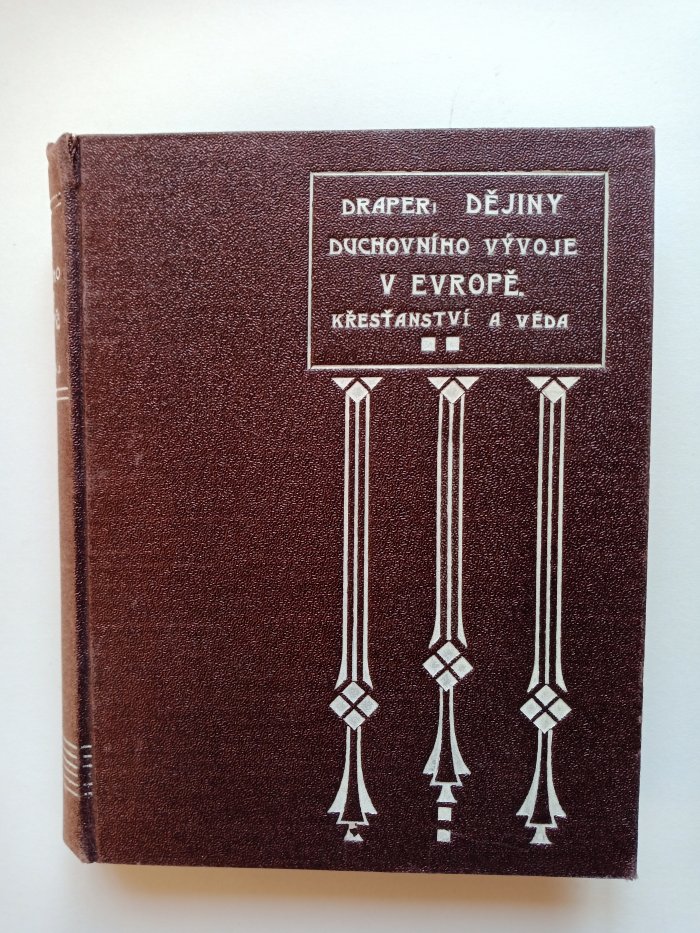 DRAPER: DĚJINY
DUCHOVNÍHO VÝVOJE
V EVROPĚ.
KŘESŤANSTVÍ A VĚDA